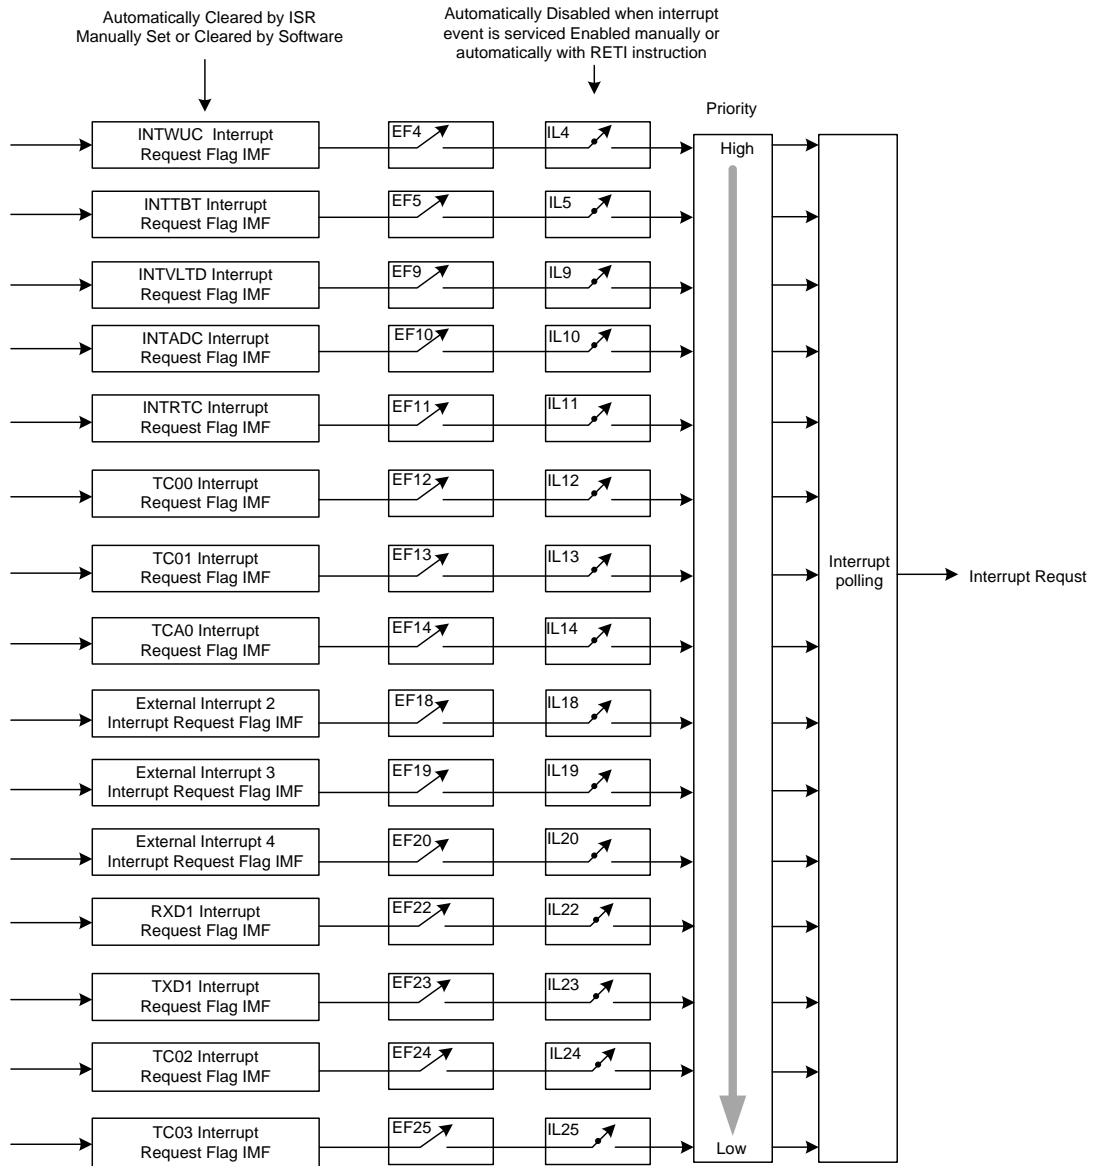 Automatically Cleared by ISR
Manually Set or Cleared by Software
Automatically Disabled when interrupt
event is serviced Enabled manually or
automatically with RETI instruction
Priority
INTWUC Interrupt
Request Flag IMF
EF4
IL4
High
INTTBT Interrupt
Request Flag IMF
EF5
IL5
INTVLTD Interrupt
Request Flag IMF
EF9
IL9
INTADC Interrupt
Request Flag IMF
EF10
IL10
INTRTC Interrupt
Request Flag IMF
EF11
IL11
TC00 Interrupt
Request Flag IMF
EF12
IL12
TC01 Interrupt
Request Flag IMF
EF13
IL13
Interrupt
polling
Interrupt Requst
TCA0 Interrupt
Request Flag IMF
EF14
IL14
External Interrupt 2
Interrupt Request Flag IMF
EF18
IL18
External Interrupt 3
Interrupt Request Flag IMF
EF19
IL19
External Interrupt 4
Interrupt Request Flag IMF
EF20
IL20
RXD1 Interrupt
Request Flag IMF
EF22
IL22
TXD1 Interrupt
Request Flag IMF
EF23
IL23
TC02 Interrupt
Request Flag IMF
EF24
IL24
TC03 Interrupt
Request Flag IMF
EF25
IL25
Low